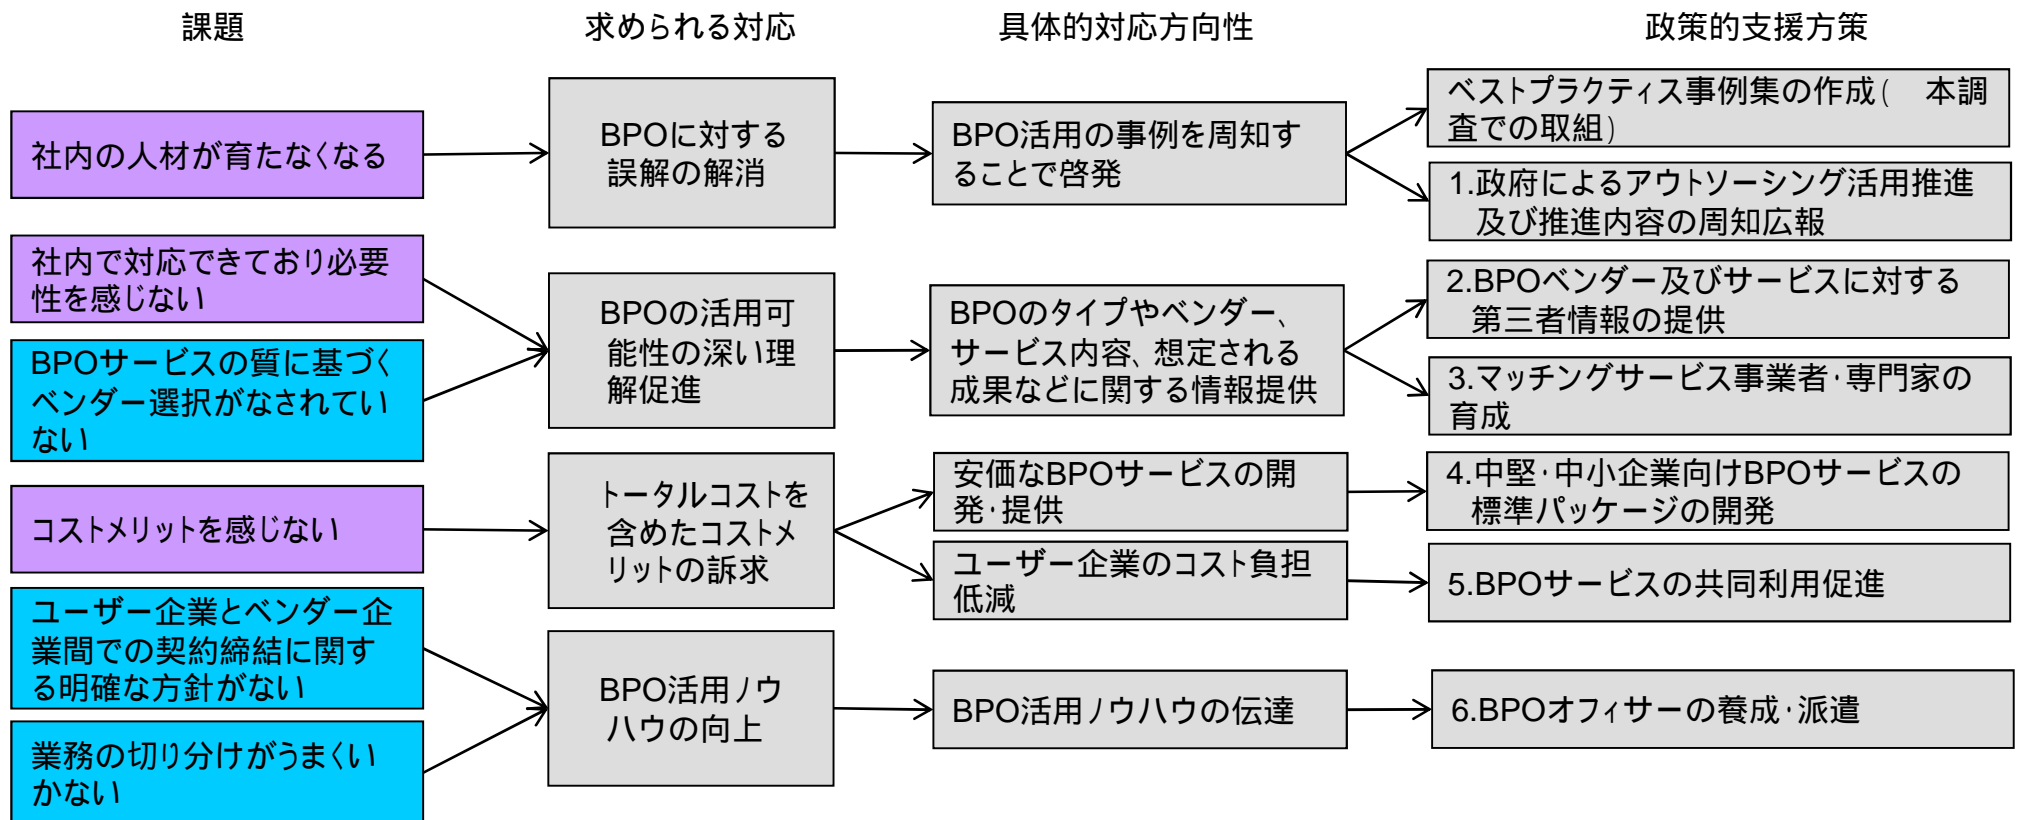 課題
求められる対応
具体的対応方向性
政策的支援方策
社内の人材が育たなくなる
社内で対応できており必要
性を感じない
BPOサービスの質に基づく
ベンダー選択がなされてい
ない
コストメリットを感じない
ユーザー企業とベンダー企
業間での契約締結に関す
る明確な方針がない
業務の切り分けがうまくい
かない
BPOに対する
誤解の解消
BPOの活用可
能性の深い理
解促進
トータルコストを
含めたコストメ
リットの訴求
BPO活用ノウ
ハウの向上
BPO活用の事例を周知す
ることで啓発
BPOのタイプやベンダー、
サービス内容、想定される
成果などに関する情報提供
安価なBPOサービスの開
発・提供
ユーザー企業のコスト負担
低減
BPO活用ノウハウの伝達
ベストプラクティス事例集の作成( 本調
査での取組)
1.政府によるアウトソーシング活用推進
及び推進内容の周知広報
2.BPOベンダー及びサービスに対する
第三者情報の提供
3.マッチングサービス事業者・専門家の
育成
4.中堅・中小企業向けBPOサービスの
標準パッケージの開発
5.BPOサービスの共同利用促進
6.BPOオフィサーの養成・派遣